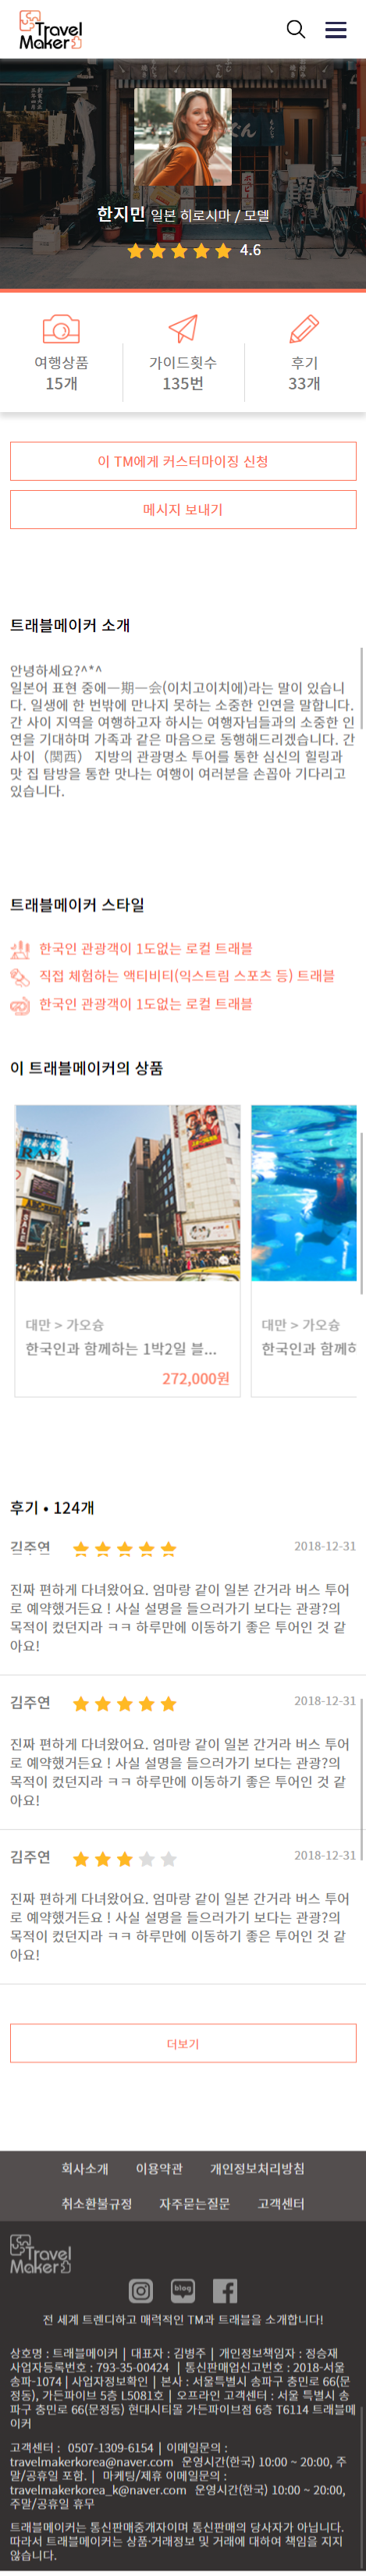 Travel
Maker
한지민 일본 히로시마 / 모델
4.6
여행상품 가이드횟수 후기
15개 135번 33개
이 TM에게 커스터마이징 신청
메시지 보내기
트래블메이커 소개
안녕하세요?^*^
일본어 표현 중에一期一会(이치고이치에)라는 말이 있습니
다. 일생에 한 번밖에 만나지 못하는 소중한 인연을 말합니다.
간 사이 지역을 여행하고자 하시는 여행자님들과의 소중한 인
연을 기대하며 가족과 같은 마음으로 동행해드리겠습니다. 간
사이（関西） 지방의 관광명소 투어를 통한 심신의 힐링과
맛 집 탐방을 통한 맛나는 여행이 여러분을 손꼽아 기다리고
있습니다.
트래블메이커 스타일
한국인 관광객이 1도없는 로컬 트래블
직접 체험하는 액티비티(익스트림 스포츠 등) 트래블
한국인 관광객이 1도없는 로컬 트래블
이 트래블메이커의 상품
RAP
대만 > 가오슝 대만 > 가오슝
한국인과 함께하는 1박2일 블... 한국인과 함께하
272,000원
후기 • 124개
김주연 2018-12-31
진짜 편하게 다녀왔어요. 엄마랑 같이 일본 간거라 버스 투어
로 예약했거든요 ! 사실 설명을 들으러가기 보다는 관광?의
목적이 컸던지라 ㅋㅋ 하루만에 이동하기 좋은 투어인 것 같
아요!
김주연 2018-12-31
진짜 편하게 다녀왔어요. 엄마랑 같이 일본 간거라 버스 투어
로 예약했거든요 ! 사실 설명을 들으러가기 보다는 관광?의
목적이 컸던지라 ㅋㅋ 하루만에 이동하기 좋은 투어인 것 같
아요!
김주연 2018-12-31
진짜 편하게 다녀왔어요. 엄마랑 같이 일본 간거라 버스 투어
로 예약했거든요 ! 사실 설명을 들으러가기 보다는 관광?의
목적이 컸던지라 ㅋㅋ 하루만에 이동하기 좋은 투어인 것 같
아요!
더보기
회사소개 이용약관 개인정보처리방침
취소환불규정 자주묻는질문 고객센터
Travel
Maker
blog
전 세계 트렌디하고 매력적인 TM과 트래블을 소개합니다!
상호명 : 트래블메이커 | 대표자 : 김병주 | 개인정보책임자 : 정승재
사업자등록번호 : 793-35-00424 | 통신판매업신고번호 : 2018-서울
송파-1074 | 사업자정보확인 | 본사 : 서울특별시 송파구 충민로 66(문
정동), 가든파이브 5층 L5081호 | 오프라인 고객센터 : 서울 특별시 송
파구 충민로 66(문정동) 현대시티몰 가든파이브점 6층 T6114 트래블메
이커
고객센터 : 0507-1309-6154 | 이메일문의 :
travelmakerkorea@naver.com 운영시간(한국) 10:00 ~ 20:00, 주
말/공휴일 포함. | 마케팅/제휴 이메일문의 :
travelmakerkorea_k@naver.com 운영시간(한국) 10:00 ~ 20:00,
주말/공휴일 휴무
트래블메이커는 통신판매중개자이며 통신판매의 당사자가 아닙니다.
따라서 트래블메이커는 상품·거래정보 및 거래에 대하여 책임을 지지
않습니다.